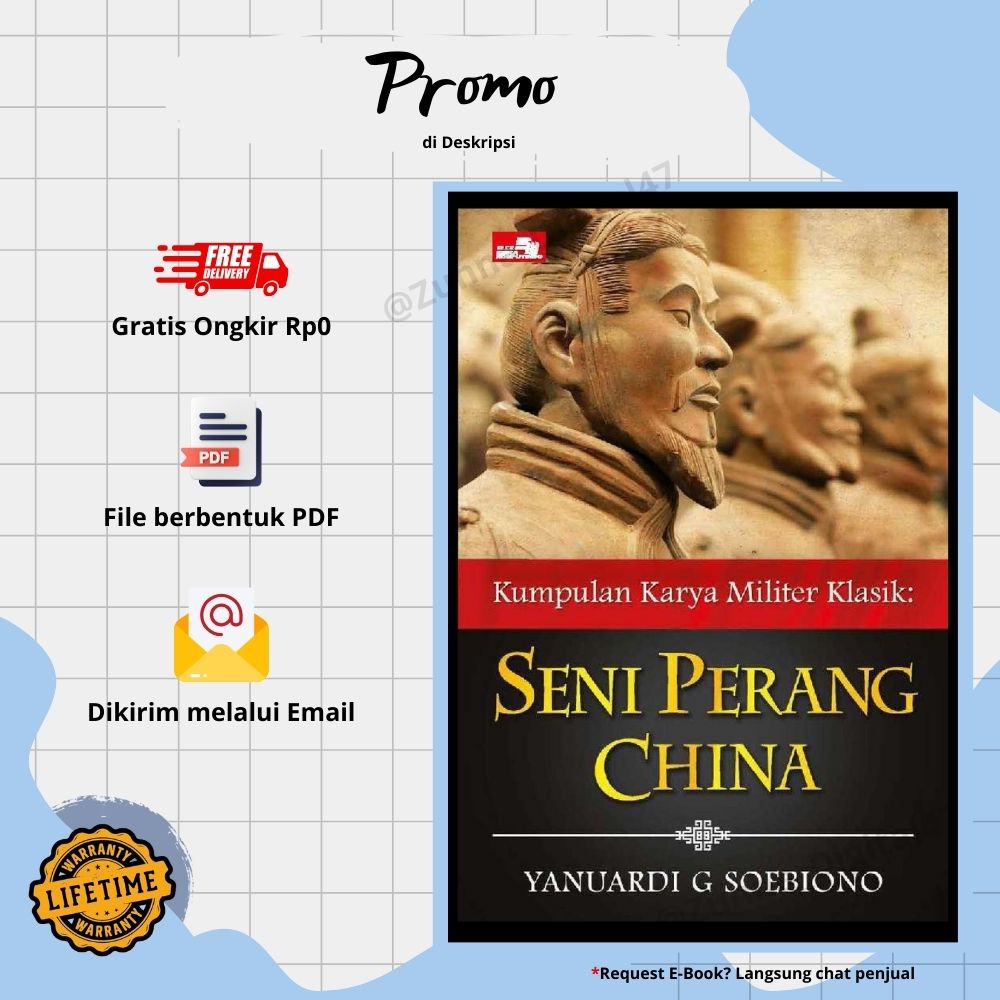 Promo
di Deskripsi
FREE
DELIVERY
Gratis Ongkir Rp0
PDF
File berbentuk PDF
@
Dikirim melalui Email
WARRANTY
LIFETIME
WARRANTY
Kumpulan Karya Militer Klasik:
SENI PERANG
CHINA
YANUARDI G SOEBIONO
*Request E-Book? Langsung chat penjual